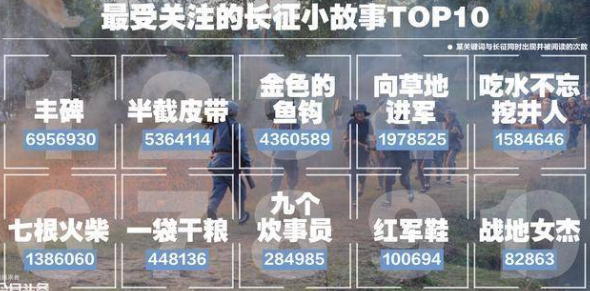 最受关注的长征小故事TOP10
● 某关键词与长征同时出现并被阅读的次数
丰碑
6956930
半截皮带
5364114
金色的
鱼钩
4360589
向草地
进军
1978525
吃水不忘
挖井人
1584646
七根火柴
1386060
一袋干粮
448136
九个
炊事员
284985
红军鞋
100694
战地女杰
82863